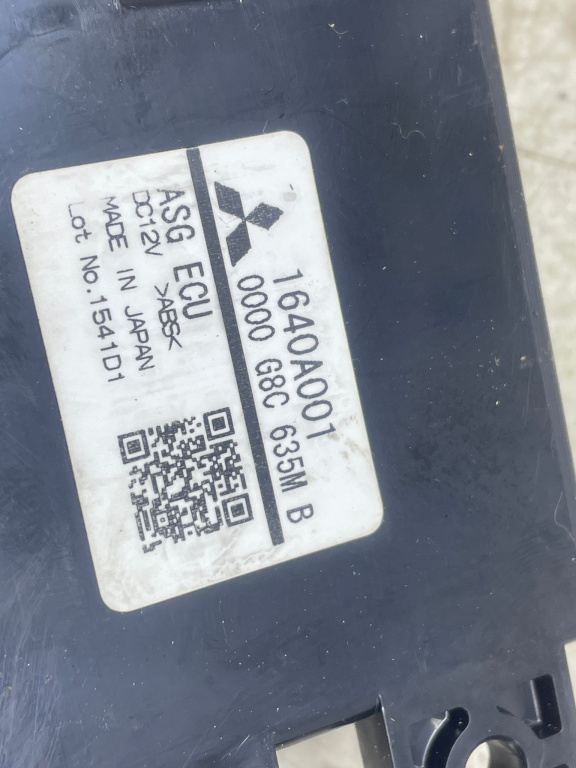 1640A001
0000 G8C 635M B
ASG ECU
DC12V >ABS<
MADE IN JAPAN
Lot No.1541D1